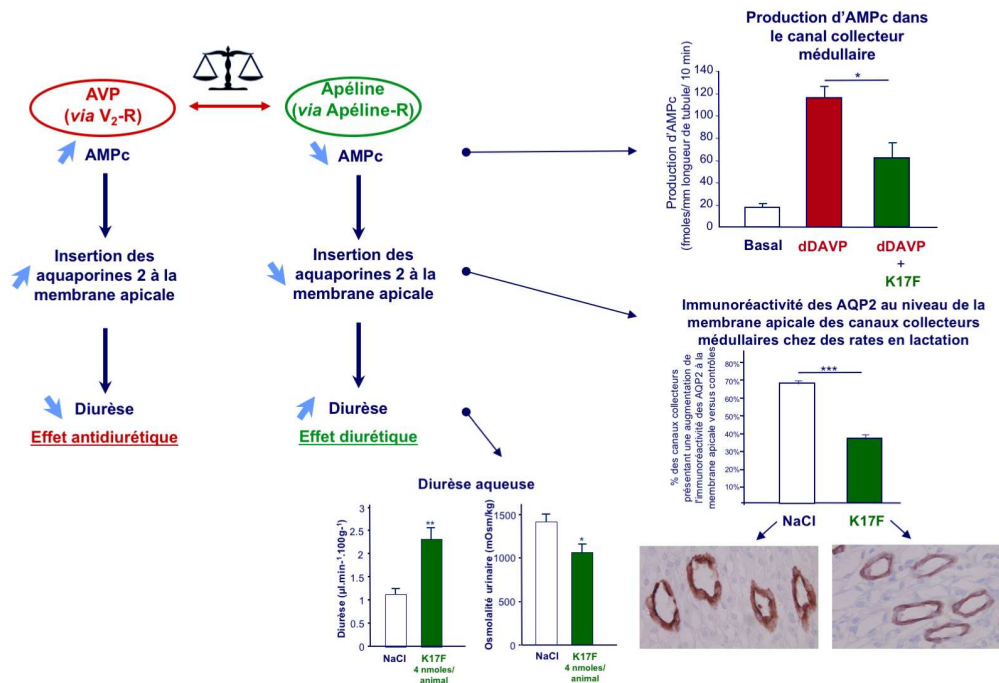 AVP
(via V2-R)
AMPc
Insertion des
aquaporines 2 à la
membrane apicale
Diurèse
Effet antidiurétique
Apéline
(via Apéline-R)
AMPc
Insertion des
aquaporines 2 à la
membrane apicale
Diurèse
Effet diurétique
Production d'AMPc dans
le canal collecteur
médullaire
Production d'AMPc
(fmoles/mm longueur de tubule/ 10 min)
140
120
100
80
60
40
20
0
*
Basal
dDAVP
dDAVP
+
K17F
Immunoréactivité des AQP2 au niveau de la
membrane apicale des canaux collecteurs
médullaires chez des rates en lactation
% des canaux collecteurs
présentant une augmentation de
l'immunoréactivité des AQP2 à la
membrane apicale versus contrôles
80%
70%
60%
50%
40%
30%
20%
10%
***
NaCl
K17F
Diurèse aqueuse
Diurèse (µl.min-1.100g-1)
3
2.5
2
1.5
1
0.5
0
**
NaCl
K17F
4 nmoles/
animal
Osmolalité urinaire (mOsm/kg)
1500
1000
500
0
*
NaCl
K17F
4 nmoles/
animal